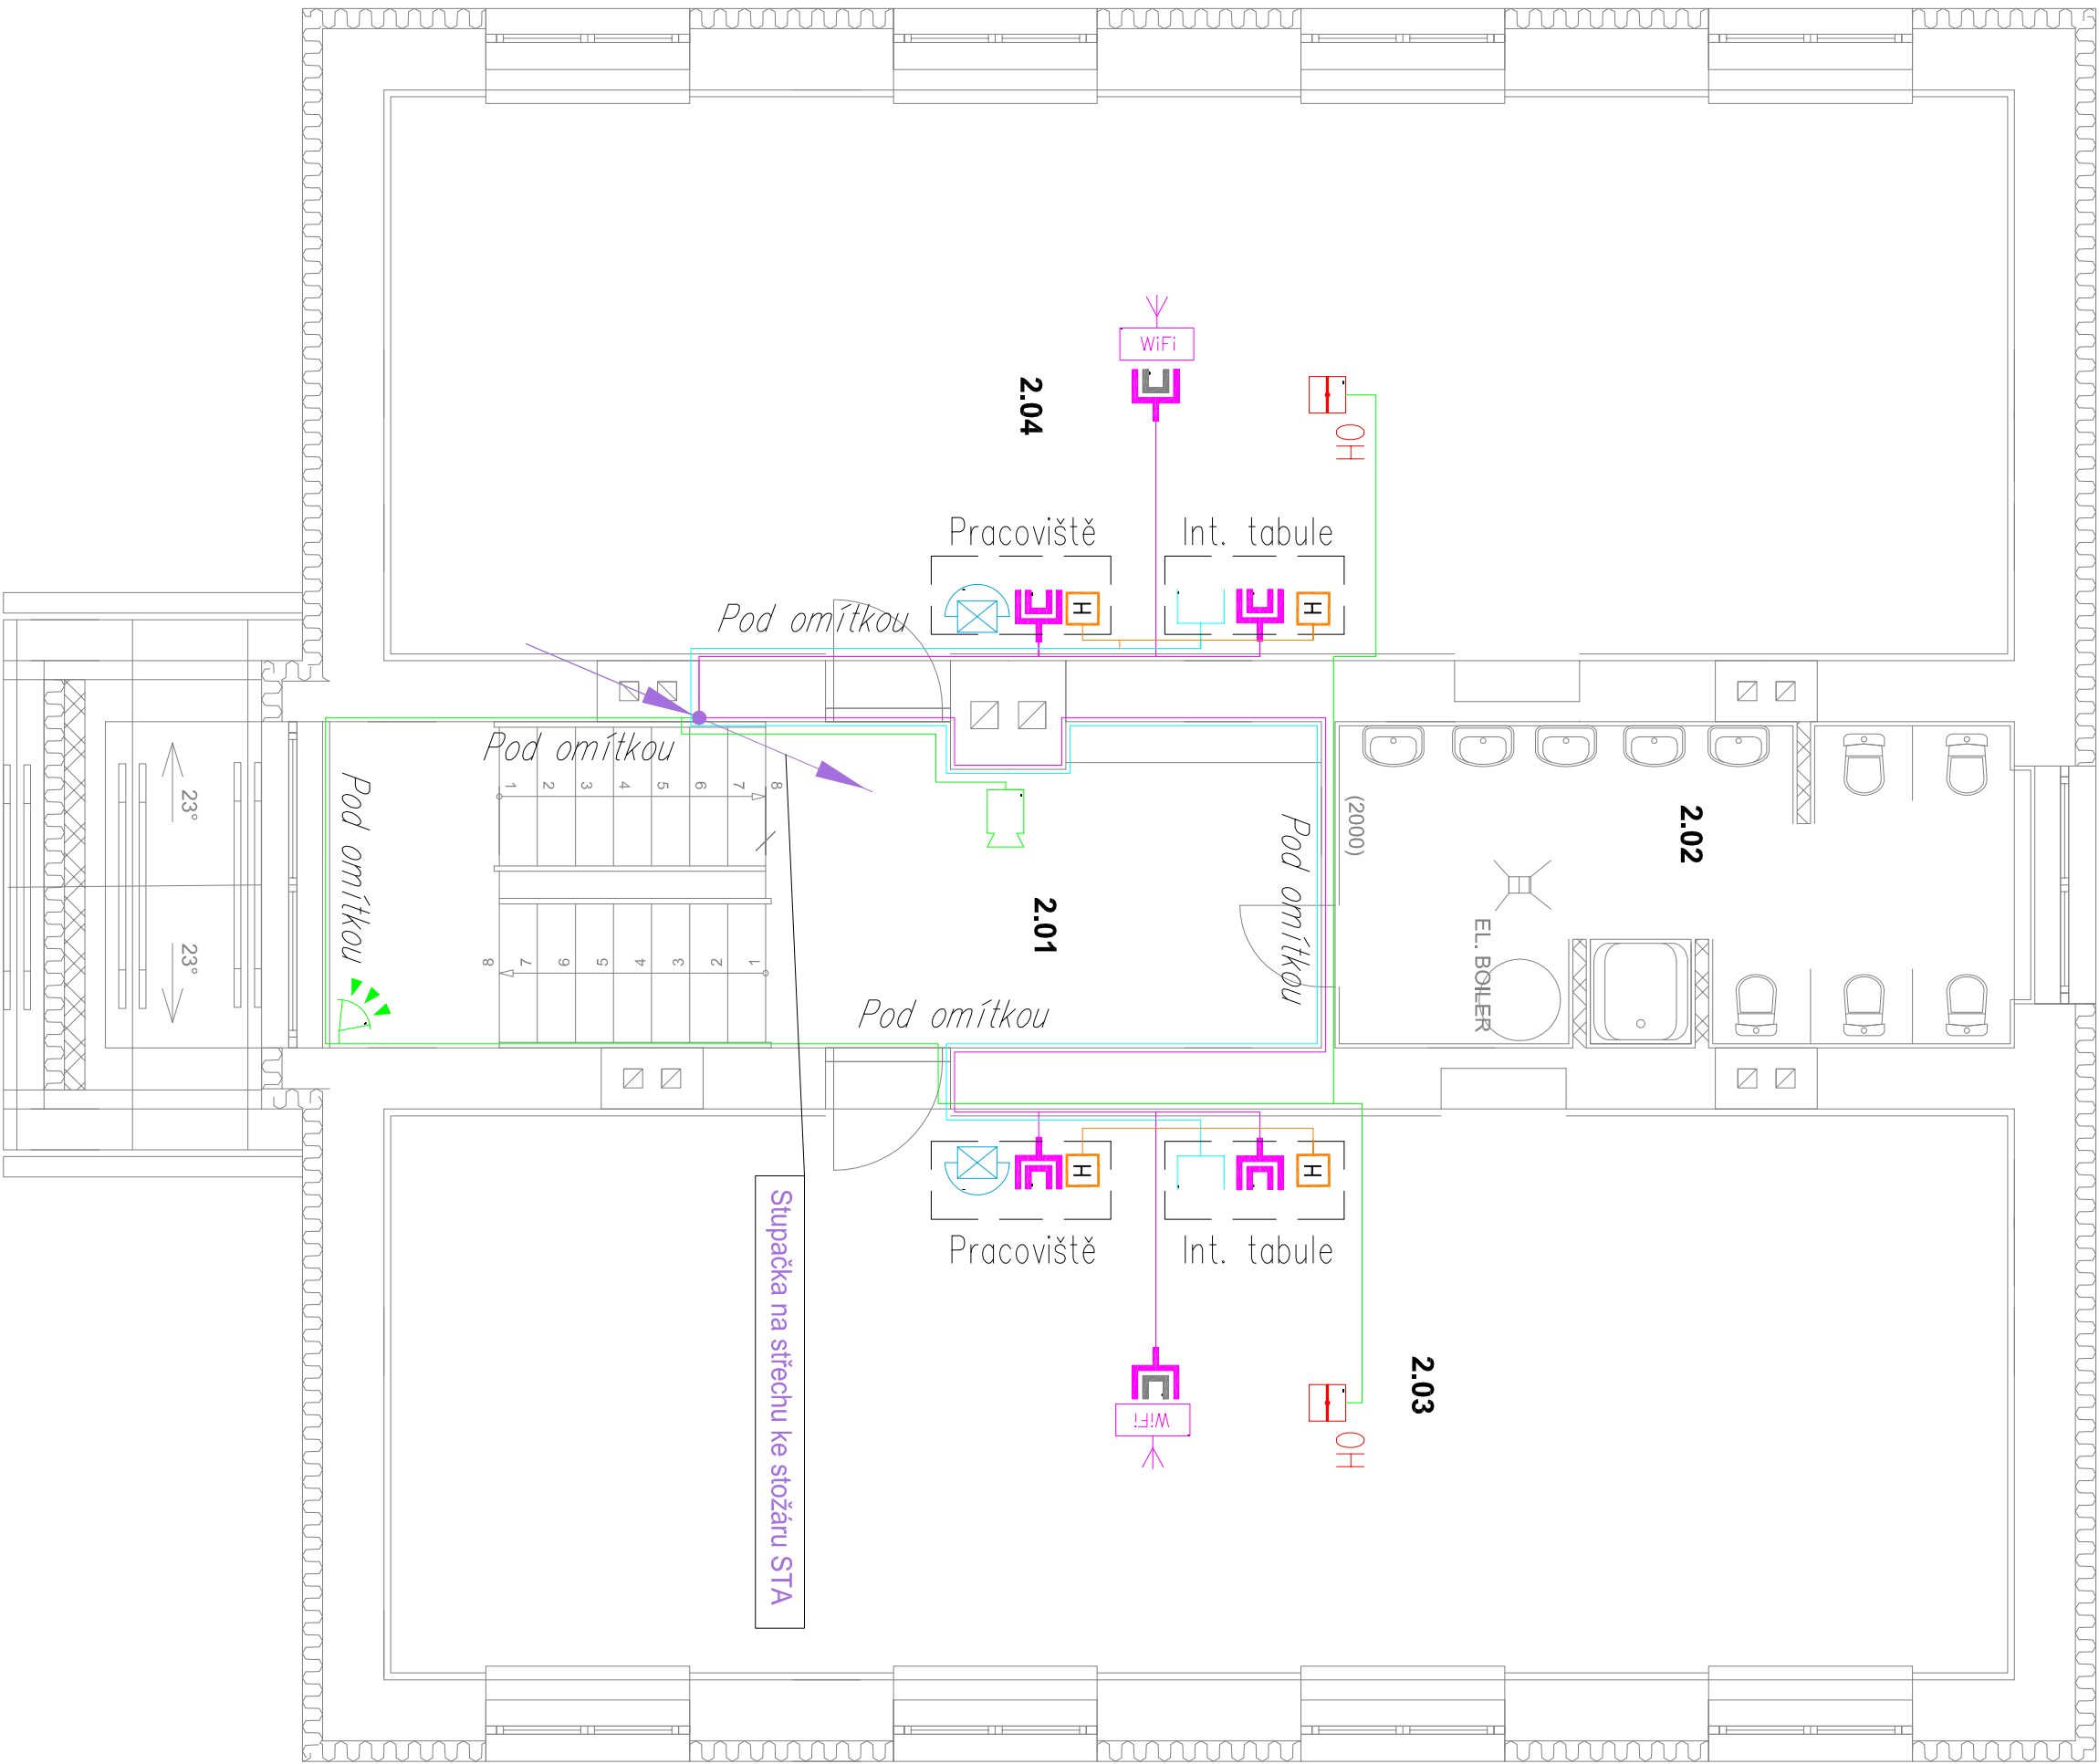 WiFi
2.04
HO
Pracoviště
Int. tabule
H
H
Pod omítkou
Pod omítkou
1
2
3
4
5
6
7
8
23°
Pod omítkou
(2000)
2.02
Pod omítkou
2.01
EL. BOILER
23°
8
7
6
5
4
3
2
1
Pod omítkou
H
H
Pracoviště
Int. tabule
Stupačka na střechu ke stožáru STA
2.03
WiFi
HO